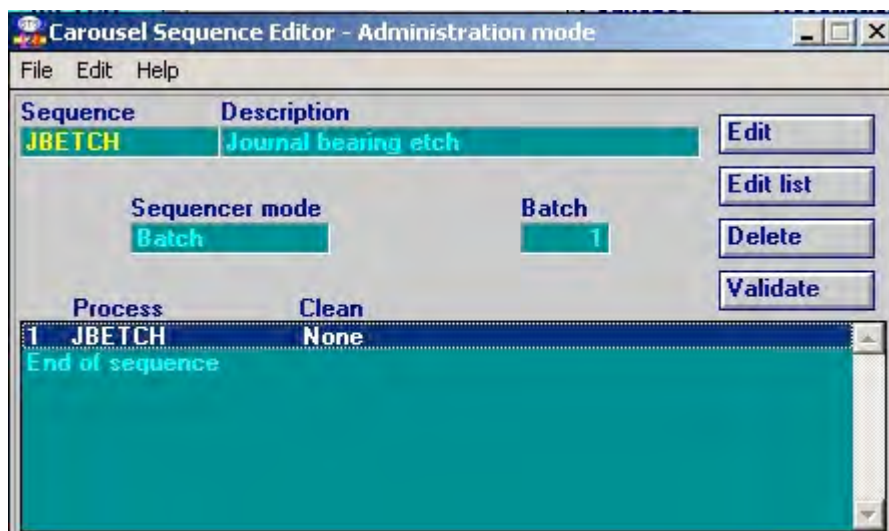 Carousel Sequence Editor - Administration mode
File Edit Help
Sequence Description
JBETCH Journal bearing etch
Edit
Edit list
Sequencer mode Batch
Batch 1
Delete
Validate
Process Clean
1 JBETCH None
End of sequence